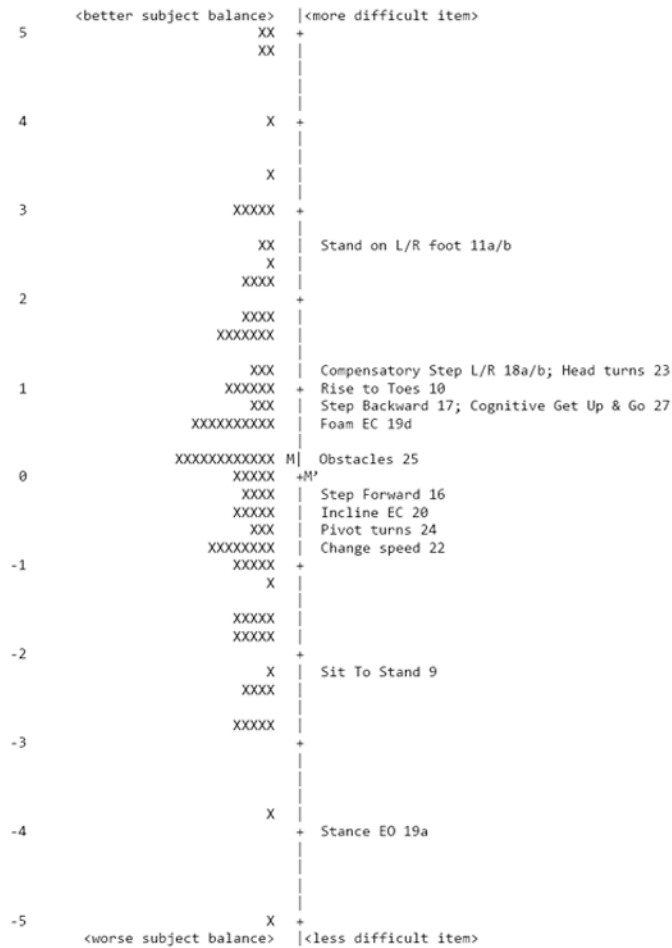 <better subject balance> |<more difficult item>
5 XX +
XX |
|
|
|
4 X +
|
|
X |
|
3 XXXXX +
|
XX | Stand on L/R foot 11a/b
X |
XXXX |
2 +
XXXX |
XXXXXXX |
|
XXX | Compensatory Step L/R 18a/b; Head turns 23
1 XXXXXX + Rise to Toes 10
XXX | Step Backward 17; Cognitive Get Up & Go 27
XXXXXXXXXX | Foam EC 19d
|
XXXXXXXXXXXX M| Obstacles 25
0 XXXXX +M’
XXXX | Step Forward 16
XXXXX | Incline EC 20
XXX | Pivot turns 24
XXXXXXXX | Change speed 22
-1 XXXXX +
X |
|
XXXXX |
XXXXX |
-2 +
X | Sit To Stand 9
XXXX |
|
XXXXX |
-3 +
|
|
|
X |
-4 + Stance EO 19a
|
|
|
|
-5 X +
<worse subject balance> |<less difficult item>